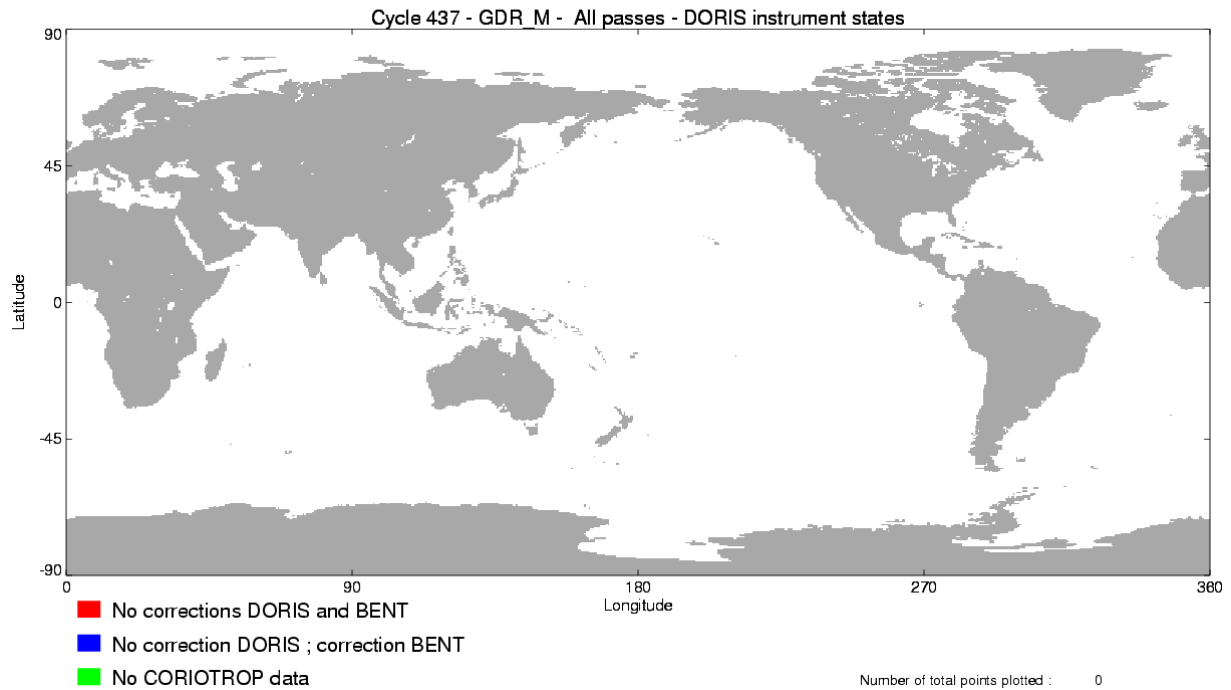 Cycle 437 - GDR_M - All passes - DORIS instrument states
90
45
Latitude
0
-45
-90
0 90 180 270 360
Longitude
No corrections DORIS and BENT
No correction DORIS ; correction BENT
No CORIOTROP data
Number of total points plotted : 0